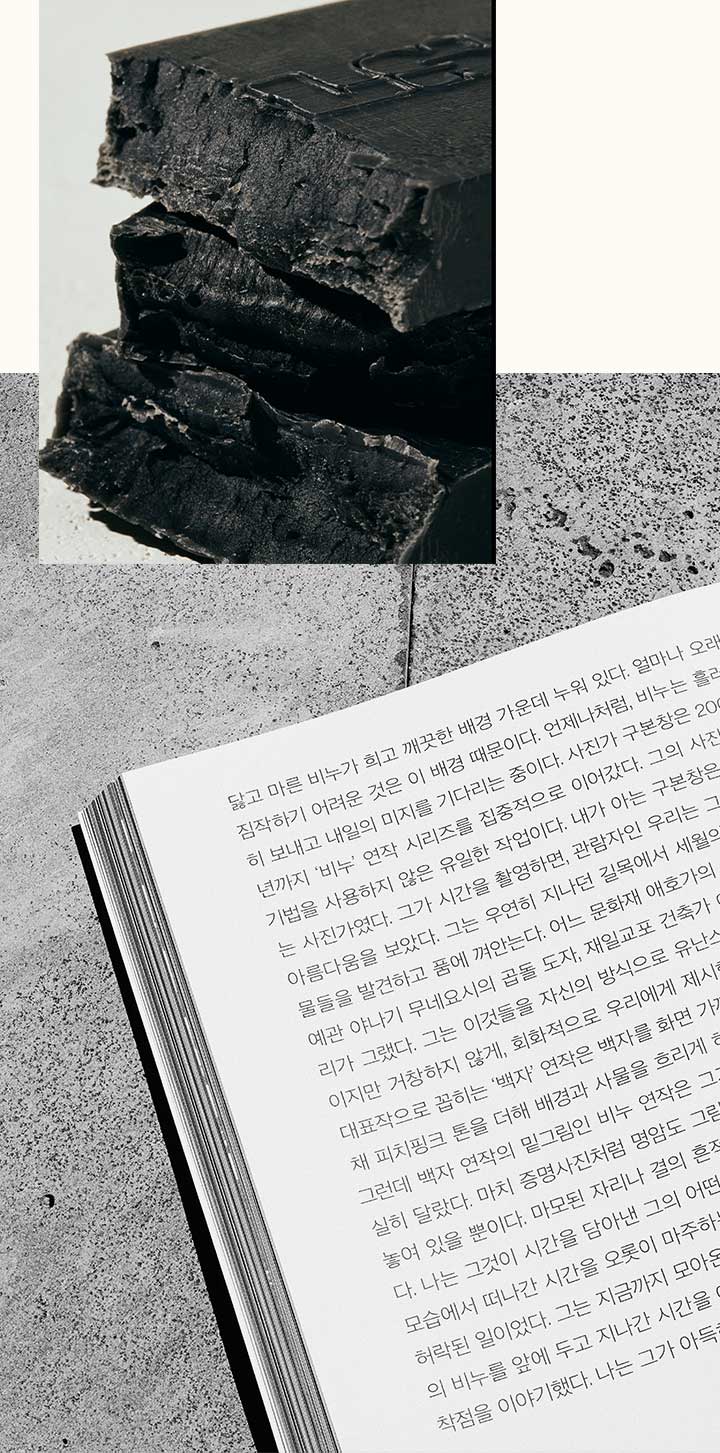 닳고 마른 비누가 희고 깨끗한 배경 가운데 누워 있다. 얼마나 오래
짐작하기 어려운 것은 이 배경 때문이다. 언제나처럼, 비누는 흘러
히 보내고 내일의 미지를 기다리는 중이다. 사진가 구본창은 200
년까지 ‘비누’ 연작 시리즈를 집중적으로 이어갔다. 그의 사진
기법을 사용하지 않은 유일한 작업이다. 내가 아는 구본창은
는 사진가였다. 그가 시간을 촬영하면, 관람자인 우리는 그
아름다움을 보았다. 그는 우연히 지나던 길목에서 세월의
물들을 발견하고 품에 껴안는다. 어느 문화재 애호가의
예관 야나기 무네요시의 곱돌 도자, 재일교포 건축가
리가 그랬다. 그는 이것들을 자신의 방식으로 유난스
이지만 거창하지 않게, 회화적으로 우리에게 제시한
대표작으로 꼽히는 ‘백자’ 연작은 백자를 화면 가까
채 피치핑크 톤을 더해 배경과 사물을 흐리게 하
그런데 백자 연작의 밑그림인 비누 연작은 그
실히 달랐다. 마치 증명사진처럼 명암도 그림
놓여 있을 뿐이다. 마모된 자리나 결의 흔적
다. 나는 그것이 시간을 담아낸 그의 어떤
모습에서 떠나간 시간을 오롯이 마주하
허락된 일이었다. 그는 지금까지 모아온
의 비누를 앞에 두고 지나간 시간을
착점을 이야기했다. 나는 그가 아득